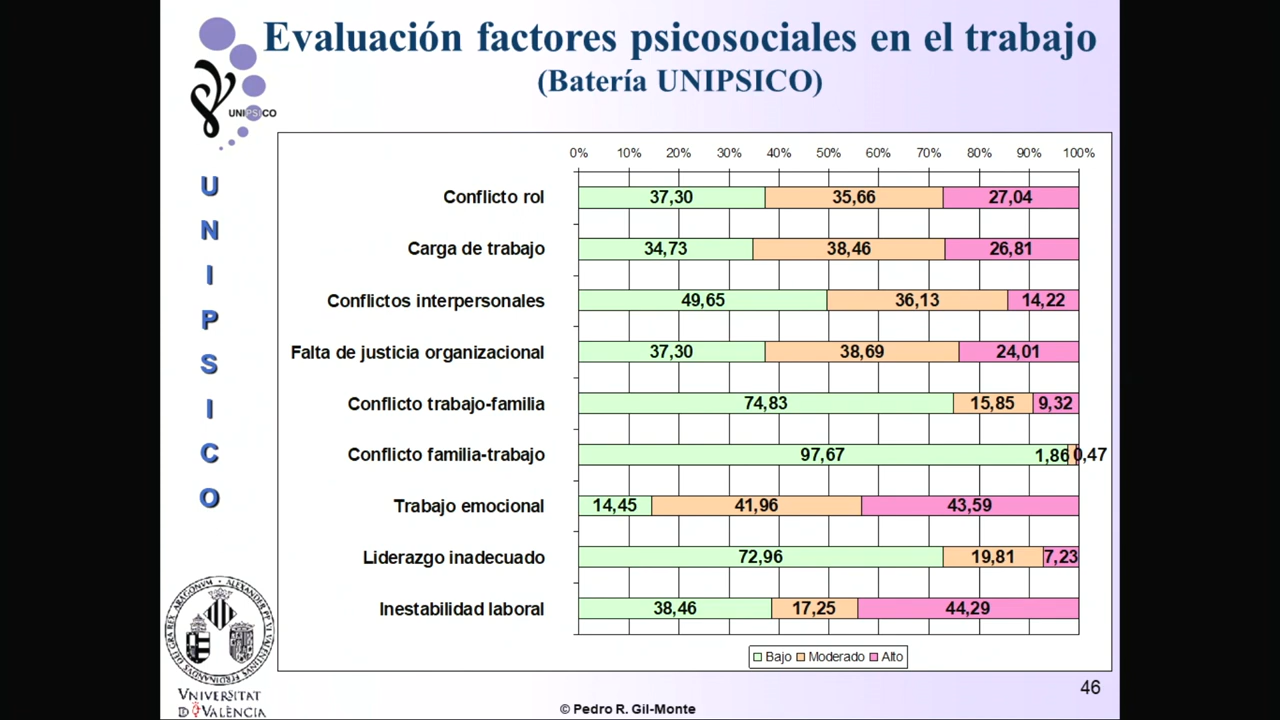 Evaluación factores psicosociales en el trabajo
(Batería UNIPSICO)
UNIPSICO
U
N
I
P
S
I
C
O
0% 10% 20% 30% 40% 50% 60% 70% 80% 90% 100%
Conflicto rol 37,30 35,66 27,04
Carga de trabajo 34,73 38,46 26,81
Conflictos interpersonales 49,65 36,13 14,22
Falta de justicia organizacional 37,30 38,69 24,01
Conflicto trabajo-familia 74,83 15,85 9,32
Conflicto familia-trabajo 97,67 1,86 0,47
Trabajo emocional 14,45 41,96 43,59
Liderazgo inadecuado 72,96 19,81 7,23
Inestabilidad laboral 38,46 17,25 44,29
Bajo Moderado Alto
VNIVERSITAT
D VALÈNCIA
46
© Pedro R. Gil-Monte